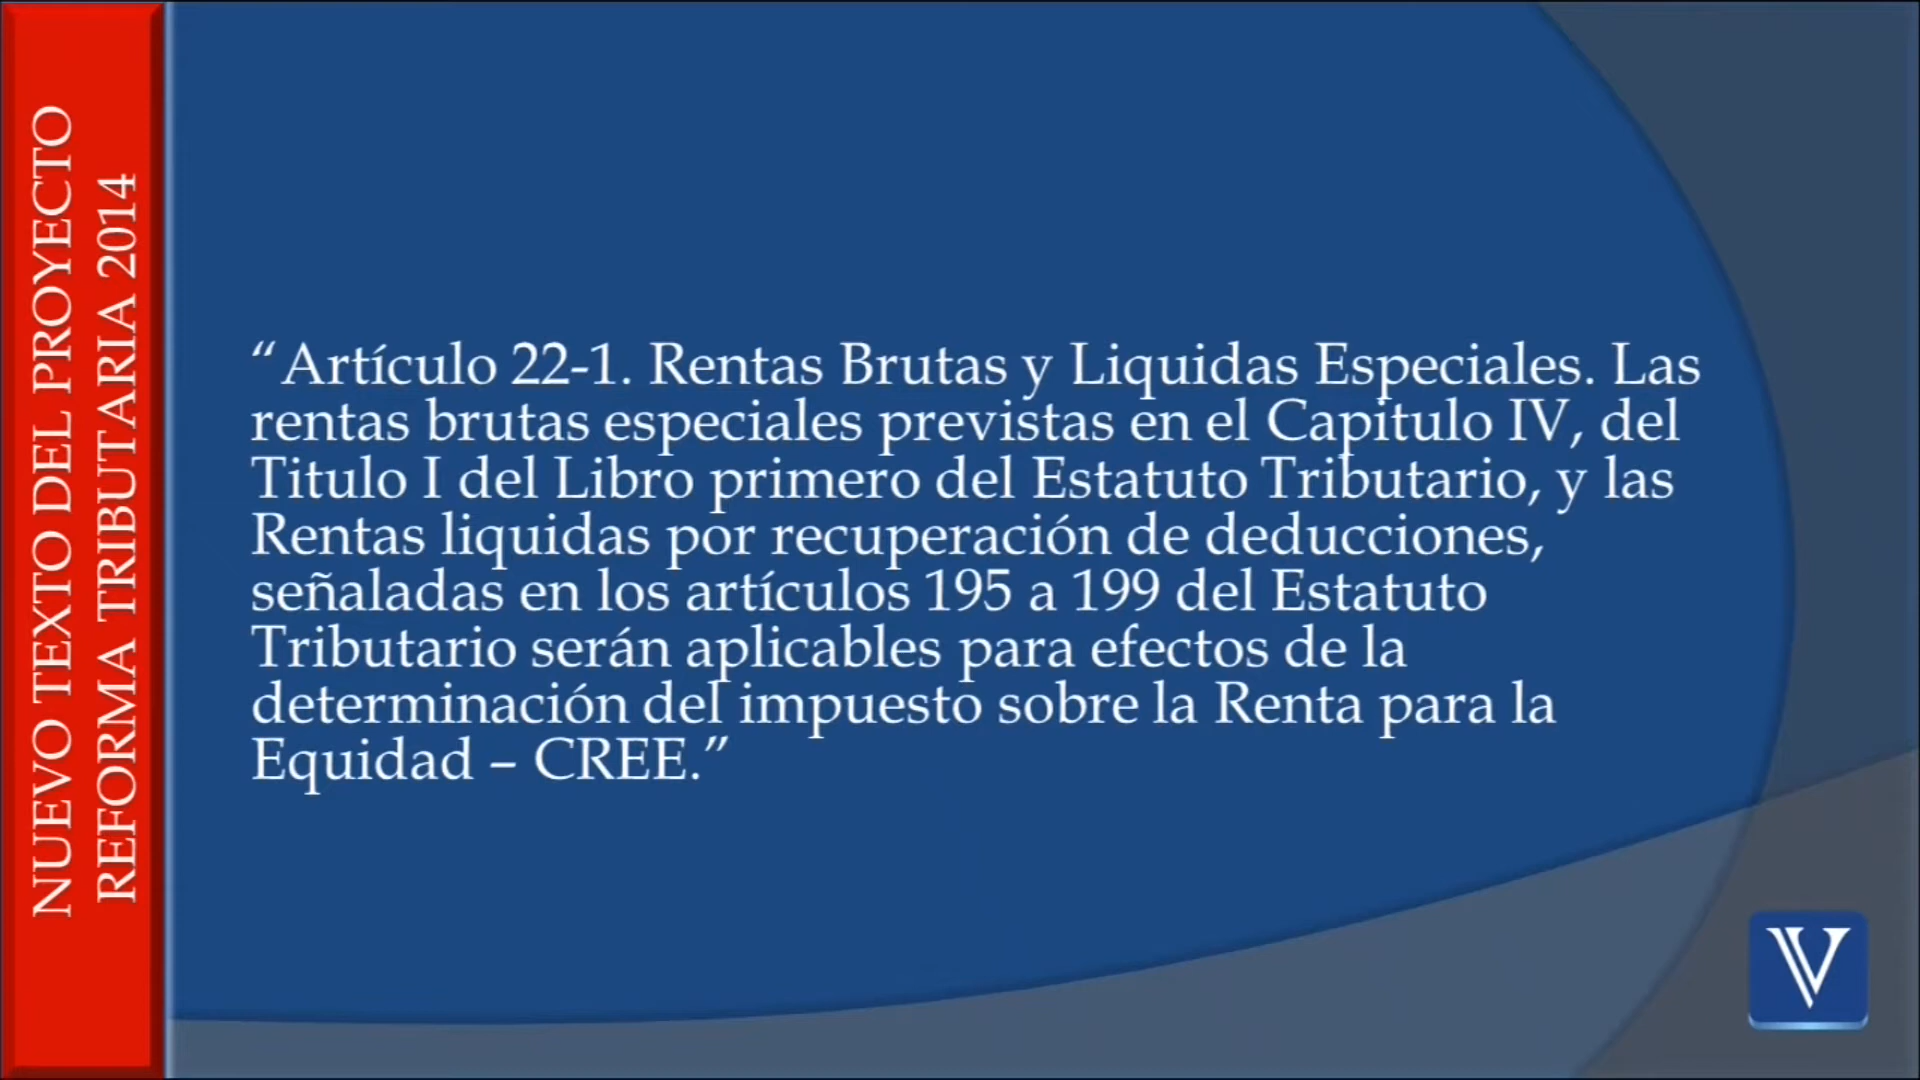 NUEVO TEXTO DEL PROYECTO
REFORMA TRIBUTARIA 2014
“Artículo 22-1. Rentas Brutas y Liquidas Especiales. Las
rentas brutas especiales previstas en el Capitulo IV, del
Titulo I del Libro primero del Estatuto Tributario, y las
Rentas liquidas por recuperación de deducciones,
señaladas en los artículos 195 a 199 del Estatuto
Tributario serán aplicables para efectos de la
determinación del impuesto sobre la Renta para la
Equidad – CREE.”
V